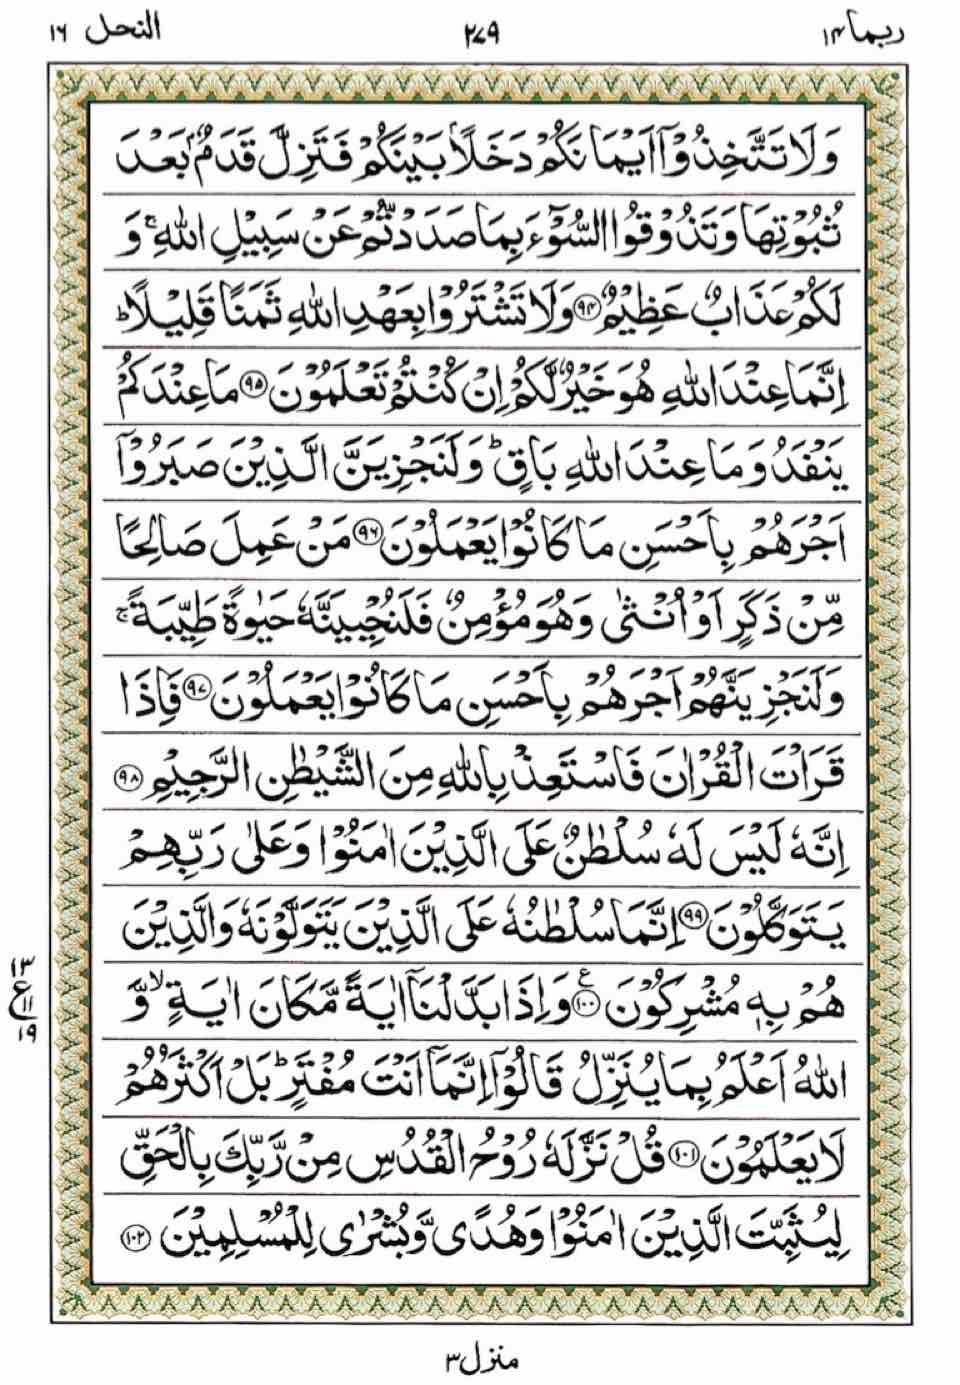 ربما ۱۴ ۲۷۹ النحل ۱۶
وَلَا تَتَّخِذُوْۤا اَیْمَانَكُمْ دَخَلًۢا بَیْنَكُمْ فَتَزِلَّ قَدَمٌۢ بَعْدَ
ثُبُوْتِهَا وَتَذُوْقُوا السُّوْٓءَ بِمَا صَدَدْتُّمْ عَنْ سَبِیْلِ اللّٰهِ ۚ وَ
لَكُمْ عَذَابٌ عَظِیْمٌ ﴿۹۴﴾ وَلَا تَشْتَرُوْا بِعَهْدِ اللّٰهِ ثَمَنًا قَلِیْلًا ؕ
اِنَّمَا عِنْدَ اللّٰهِ هُوَ خَیْرٌ لَّكُمْ اِنْ كُنْتُمْ تَعْلَمُوْنَ ﴿۹۵﴾ مَا عِنْدَكُمْ
یَنْفَدُ وَمَا عِنْدَ اللّٰهِ بَاقٍ ؕ وَلَنَجْزِیَنَّ الَّذِیْنَ صَبَرُوْۤا
اَجْرَهُمْ بِاَحْسَنِ مَا كَانُوْا یَعْمَلُوْنَ ﴿۹۶﴾ مَنْ عَمِلَ صَالِحًا
مِّنْ ذَكَرٍ اَوْ اُنْثٰی وَهُوَ مُؤْمِنٌ فَلَنُحْیِیَنَّهٗ حَیٰوةً طَیِّبَةً ۚ
وَلَنَجْزِیَنَّهُمْ اَجْرَهُمْ بِاَحْسَنِ مَا كَانُوْا یَعْمَلُوْنَ ﴿۹۷﴾ فَاِذَا
قَرَاْتَ الْقُرْاٰنَ فَاسْتَعِذْ بِاللّٰهِ مِنَ الشَّیْطٰنِ الرَّجِیْمِ ﴿۹۸﴾
اِنَّهٗ لَیْسَ لَهٗ سُلْطٰنٌ عَلَی الَّذِیْنَ اٰمَنُوْا وَعَلٰی رَبِّهِمْ
یَتَوَكَّلُوْنَ ﴿۹۹﴾ اِنَّمَا سُلْطٰنُهٗ عَلَی الَّذِیْنَ یَتَوَلَّوْنَهٗ وَالَّذِیْنَ
هُمْ بِهٖ مُشْرِكُوْنَ ﴿۱۰۰﴾ ع وَاِذَا بَدَّلْنَاۤ اٰیَةً مَّكَانَ اٰیَةٍ ۙ وَّ
۱۳
ع ۱۱
۱۹
اللّٰهُ اَعْلَمُ بِمَا یُنَزِّلُ قَالُوْۤا اِنَّمَاۤ اَنْتَ مُفْتَرٍ ؕ بَلْ اَكْثَرُهُمْ
لَا یَعْلَمُوْنَ ﴿۱۰۱﴾ قُلْ نَزَّلَهٗ رُوْحُ الْقُدُسِ مِنْ رَّبِّكَ بِالْحَقِّ
لِیُثَبِّتَ الَّذِیْنَ اٰمَنُوْا وَهُدًی وَّبُشْرٰی لِلْمُسْلِمِیْنَ ﴿۱۰۲﴾
منزل ۳